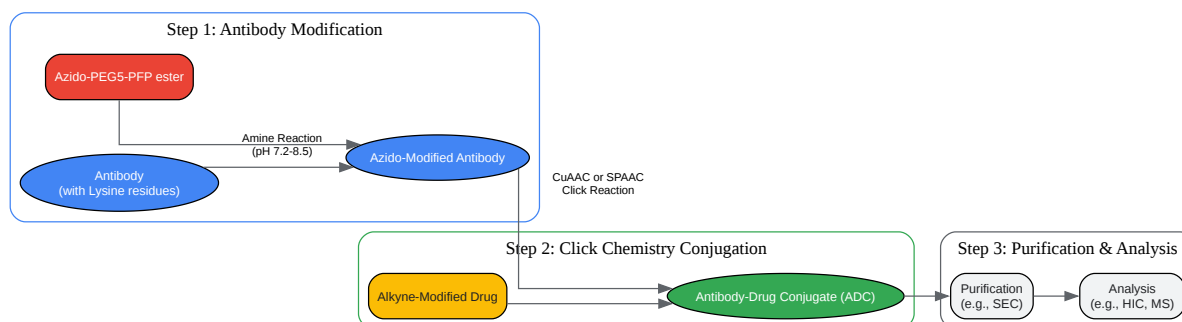 Step 1: Antibody Modification
Azido-PEG5-PFP ester
Amine Reaction
(pH 7.2-8.5)
Azido-Modified Antibody
Antibody
(with Lysine residues)
CuAAC or SPAAC
Click Reaction
Step 2: Click Chemistry Conjugation
Alkyne-Modified Drug
Antibody-Drug Conjugate (ADC)
Step 3: Purification & Analysis
Purification
(e.g., SEC)
Analysis
(e.g., HIC, MS)